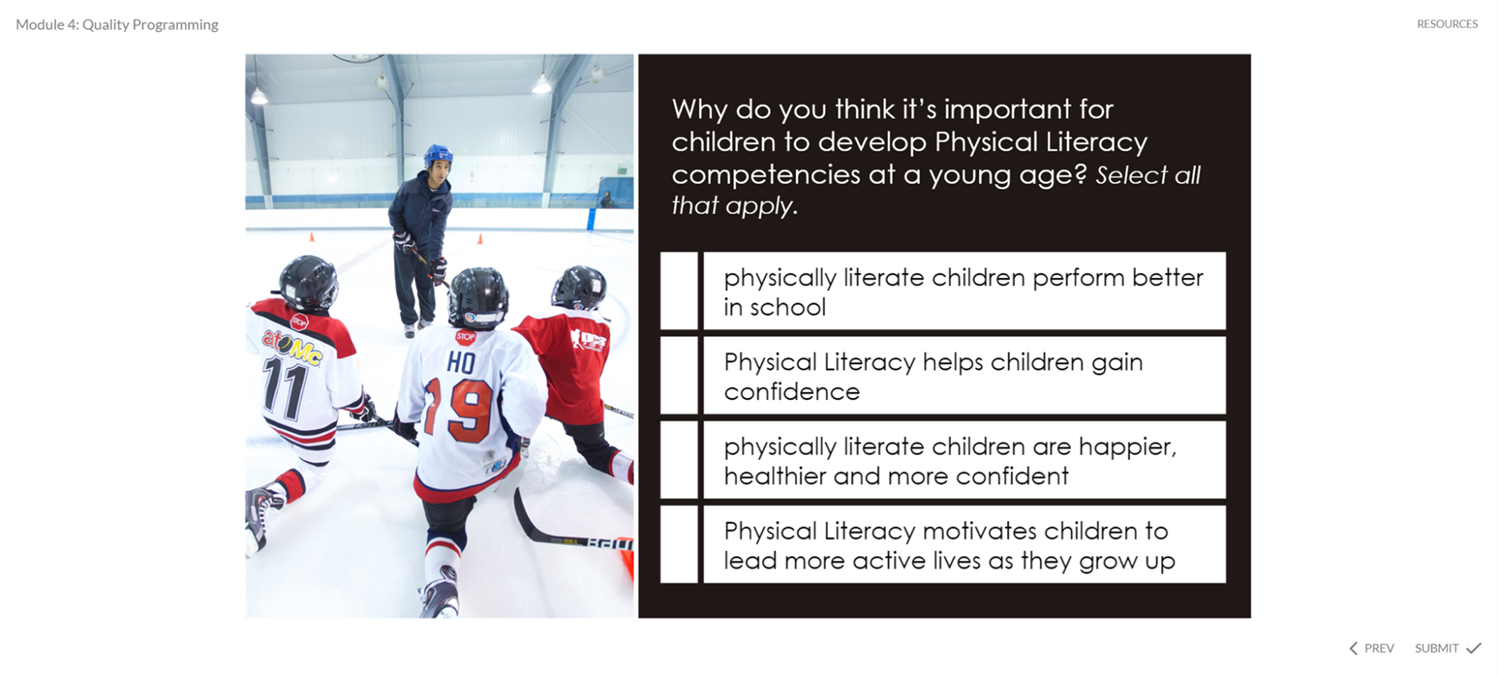 Module 4: Quality Programming
RESOURCES
Why do you think it's important for
children to develop Physical Literacy
competencies at a young age? Select all
that apply.
physically literate children perform better
in school
Physical Literacy helps children gain
confidence
physically literate children are happier,
healthier and more confident
Physical Literacy motivates children to
lead more active lives as they grow up
STOP
atoMc
11
STOP
HO
19
PREV
SUBMIT